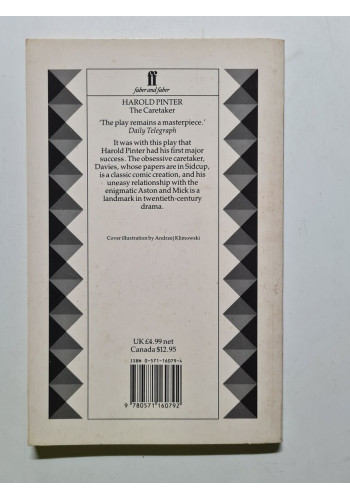 ff
faber and faber
HAROLD PINTER
The Caretaker
'The play remains a masterpiece.'
Daily Telegraph
It was with this play that
Harold Pinter had his first major
success. The obsessive caretaker,
Davies, whose papers are in Sidcup,
is a classic comic creation, and his
uneasy relationship with the
enigmatic Aston and Mick is a
landmark in twentieth-century
drama.
Cover illustration by Andrzej Klimowski
UK £4.99 net
Canada $12.95
ISBN 0-571-16079-4
9 780571 160792